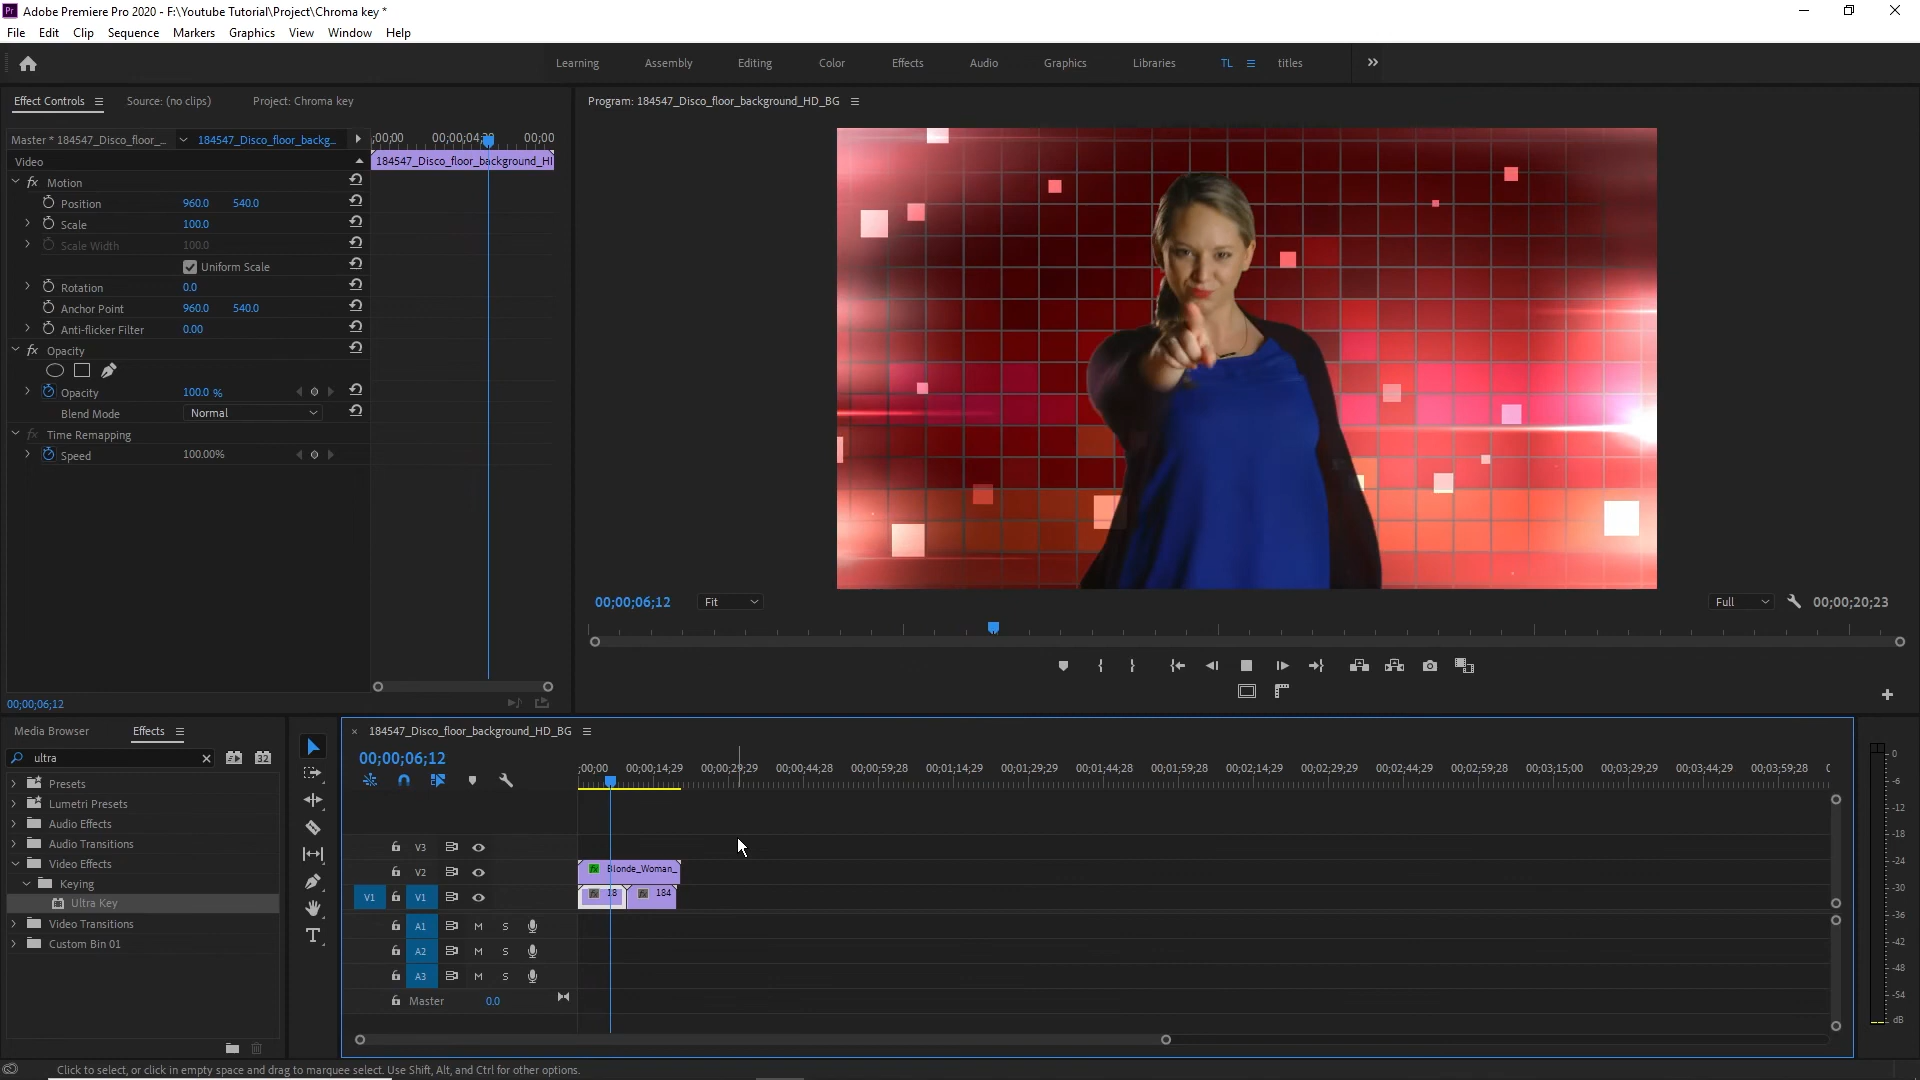 Adobe Premiere Pro 2020 - F:\Youtube Tutorial\Project\Chroma key *
File Edit Clip Sequence Markers Graphics View Window Help
Learning Assembly Editing Color Effects Audio Graphics Libraries TL titles
Effect Controls Source: (no clips) Project: Chroma key
Program: 184547_Disco_floor_background_HD_BG
Master * 184547_Disco_floor_... 184547_Disco_floor_backg...
;00;00 00;00;04;29 00;00
Video
184547_Disco_floor_background_HI
Motion
Position 960.0 540.0
Scale 100.0
Scale Width 100.0
Uniform Scale
Rotation 0.0
Anchor Point 960.0 540.0
Anti-flicker Filter 0.00
Opacity
Opacity 100.0 %
Blend Mode Normal
Time Remapping
Speed 100.00%
00;00;06;12
00;00;06;12 Fit Full 00;00;20;23
Media Browser Effects
ultra
32
Presets
Lumetri Presets
Audio Effects
Audio Transitions
Video Effects
Keying
Ultra Key
Video Transitions
Custom Bin 01
184547_Disco_floor_background_HD_BG
00;00;06;12
;00;00 00;00;14;29 00;00;29;29 00;00;44;28 00;00;59;28 00;01;14;29 00;01;29;29 00;01;44;28 00;01;59;28 00;02;14;29 00;02;29;29 00;02;44;28 00;02;59;28 00;03;15;00 00;03;29;29 00;03;44;29 00;03;59;28
V3
V2 Blonde_Woman_
V1 V1 18 184
A1 M S
A2 M S
A3 M S
Master 0.0
0
-6
-12
-18
-24
-30
-36
-42
-48
-54
dB
Click to select, or click in empty space and drag to marquee select. Use Shift, Alt, and Ctrl for other options.